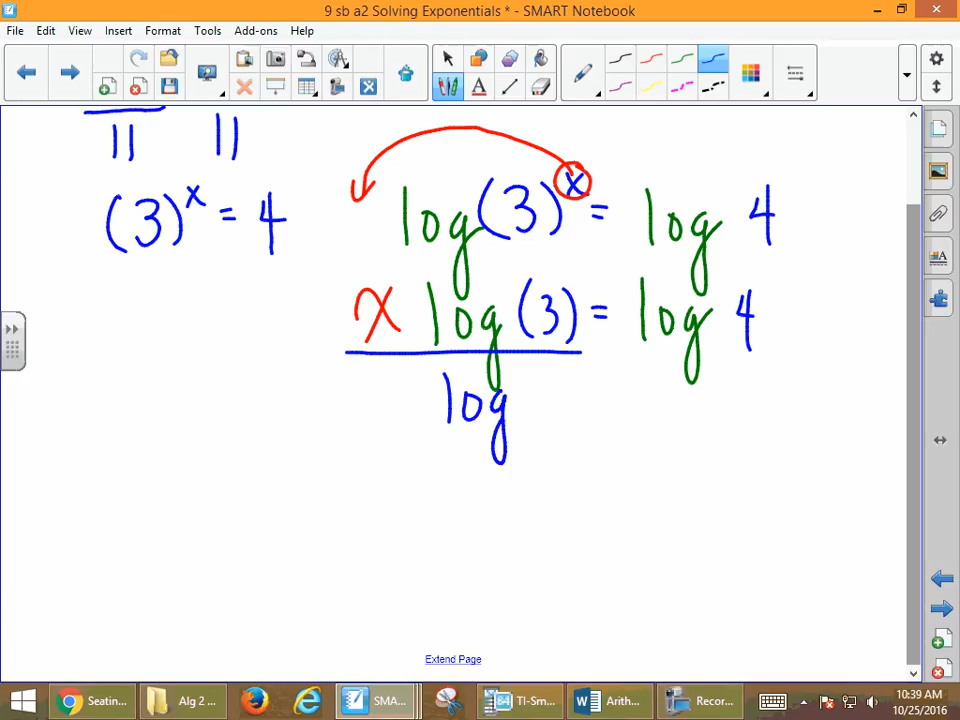 9 sb a2 Solving Exponentials * - SMART Notebook
File Edit View Insert Format Tools Add-ons Help
11 11
(3)^x = 4
log (3)^x = log 4
x log (3) = log 4
log
Extend Page
Seatin...
Alg 2 ...
SMA...
TI-Sm...
Arith...
Recor...
10:39 AM
10/25/2016